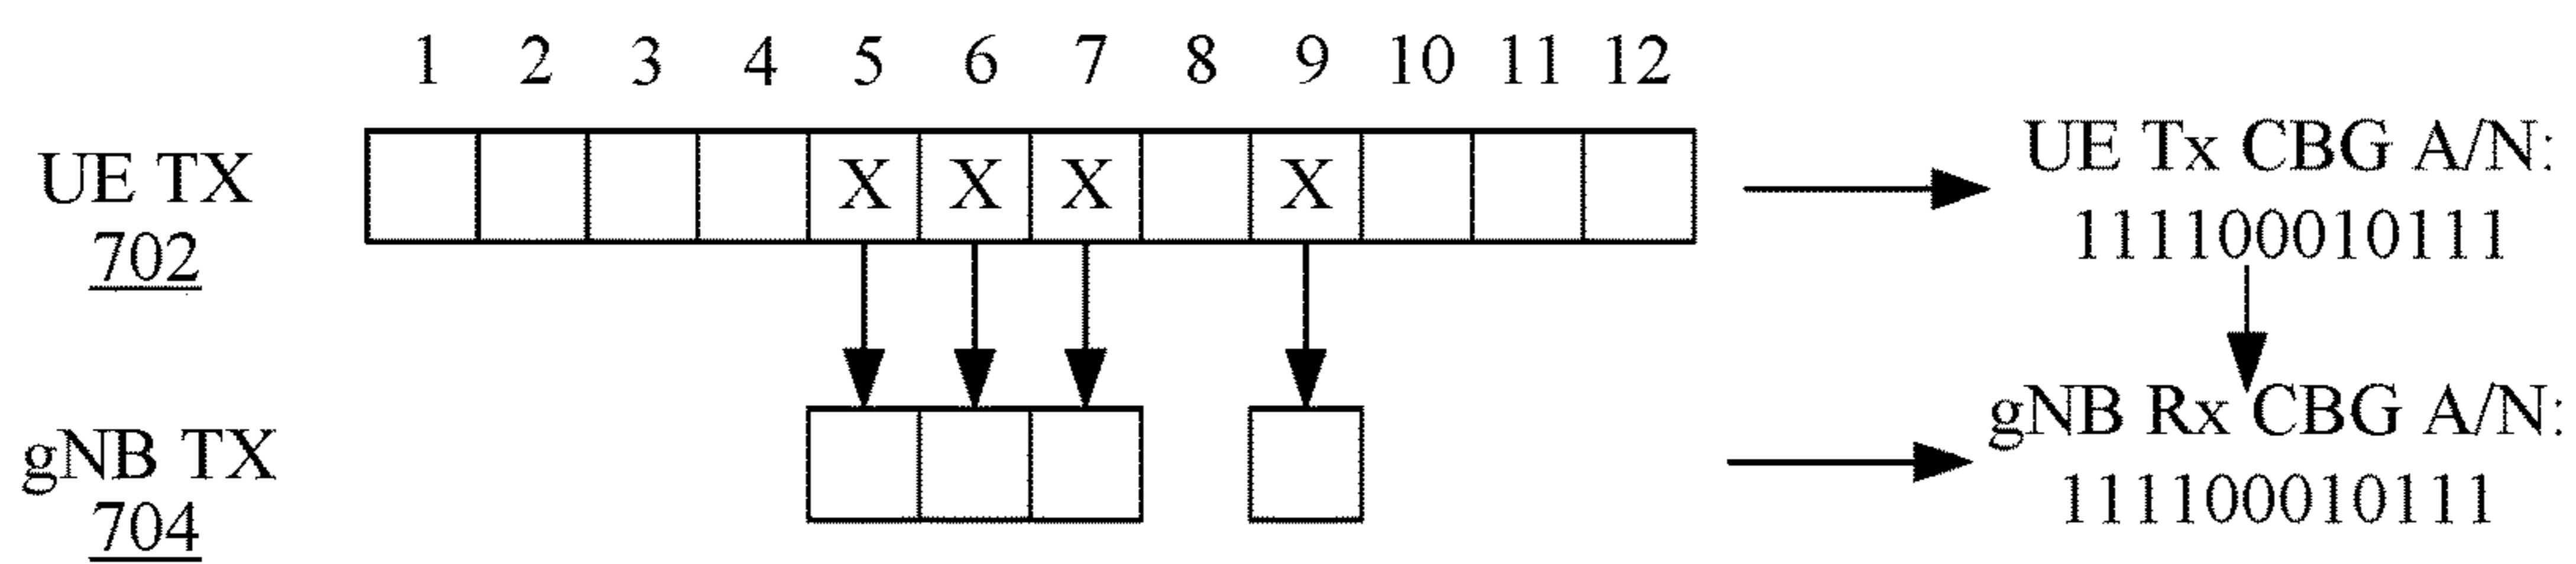 1 2 3 4 5 6 7 8 9 10 11 12
UE TX
702
X X X X
UE Tx CBG A/N:
111100010111
gNB TX
704
gNB Rx CBG A/N:
111100010111